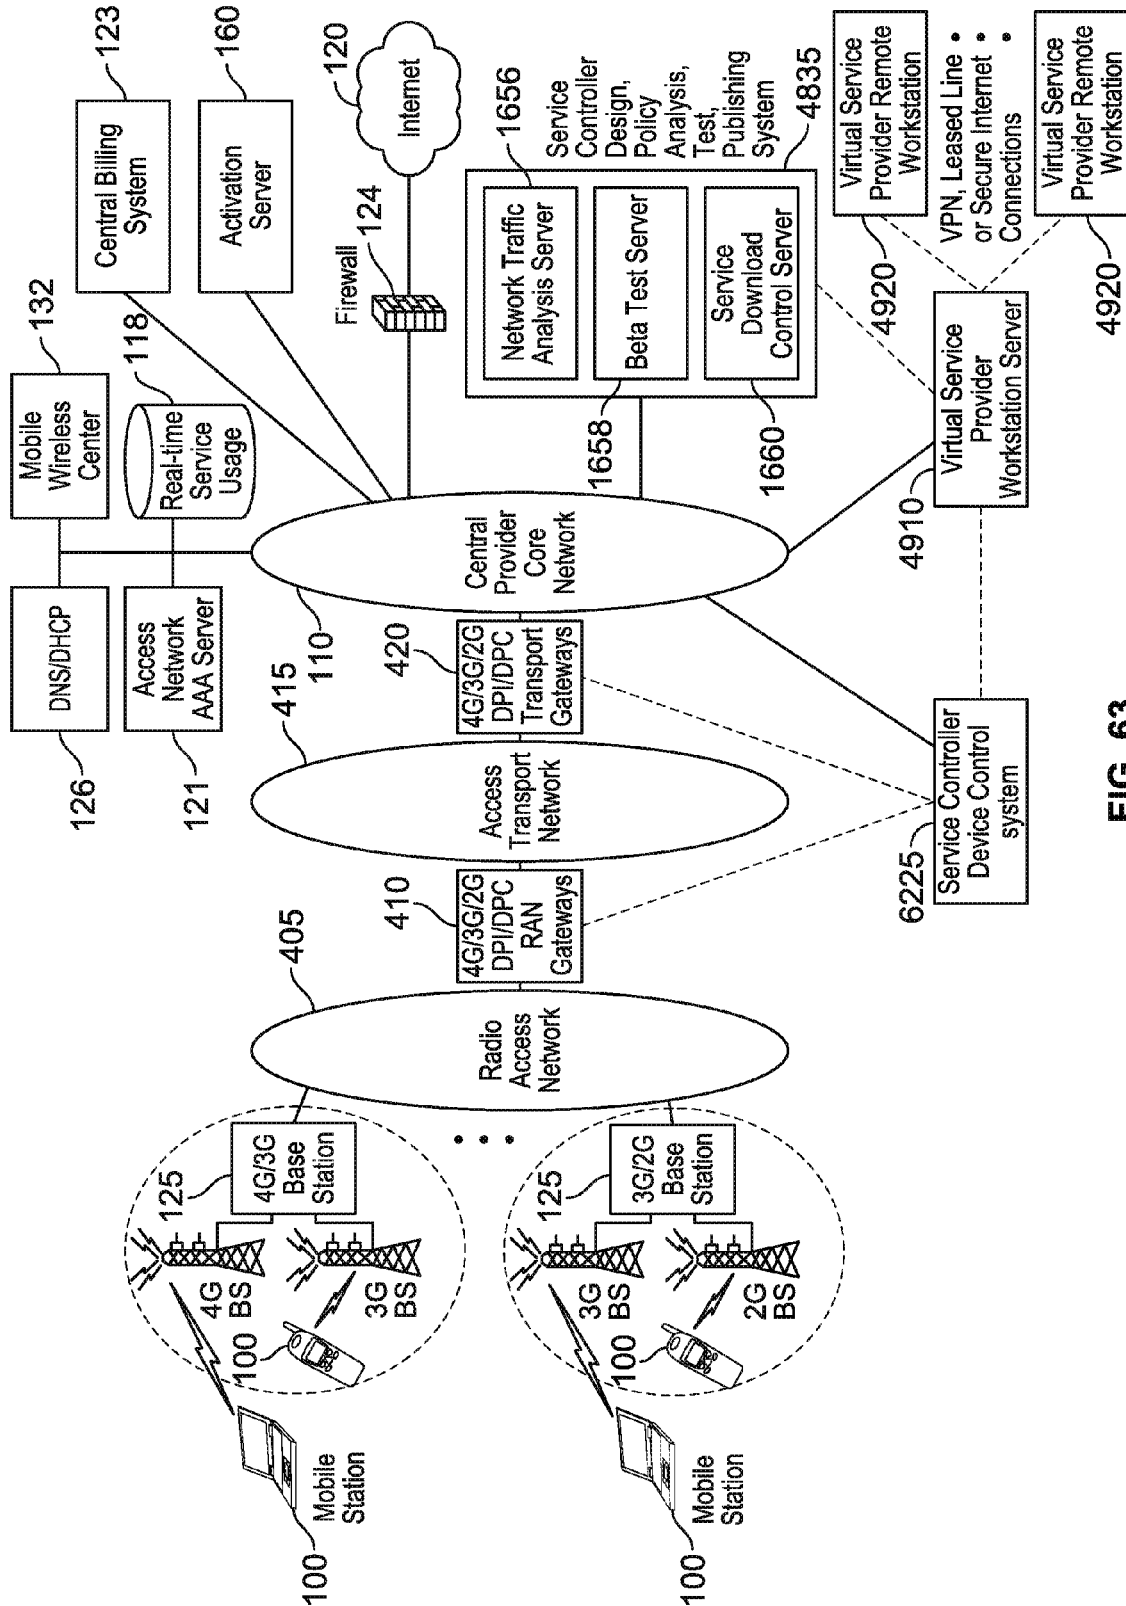 126
DNS/DHCP
Mobile
Wireless
Center
132
121
Access
Network
AAA Server
Real-time
Service
Usage
118
Central Billing
System
123
Activation
Server
160
Firewall
124
Internet
120
100
Mobile
Station
100
4G
BS
3G
BS
125
4G/3G
Base
Station
100
Mobile
Station
100
3G
BS
2G
BS
125
3G/2G
Base
Station
405
Radio
Access
Network
410
4G/3G/2G
DPI/DPC
RAN
Gateways
415
Access
Transport
Network
420
4G/3G/2G
DPI/DPC
Transport
Gateways
110
Central
Provider
Core
Network
1656
Network Traffic
Analysis Server
1658
Beta Test Server
1660
Service
Download
Control Server
Service
Controller
Design,
Policy
Analysis,
Test,
Publishing
System
4835
6225
Service Controller
Device Control
system
4910
Virtual Service
Provider
Workstation Server
4920
Virtual Service
Provider Remote
Workstation
VPN, Leased Line
or Secure Internet
Connections
4920
Virtual Service
Provider Remote
Workstation
FIG. 63